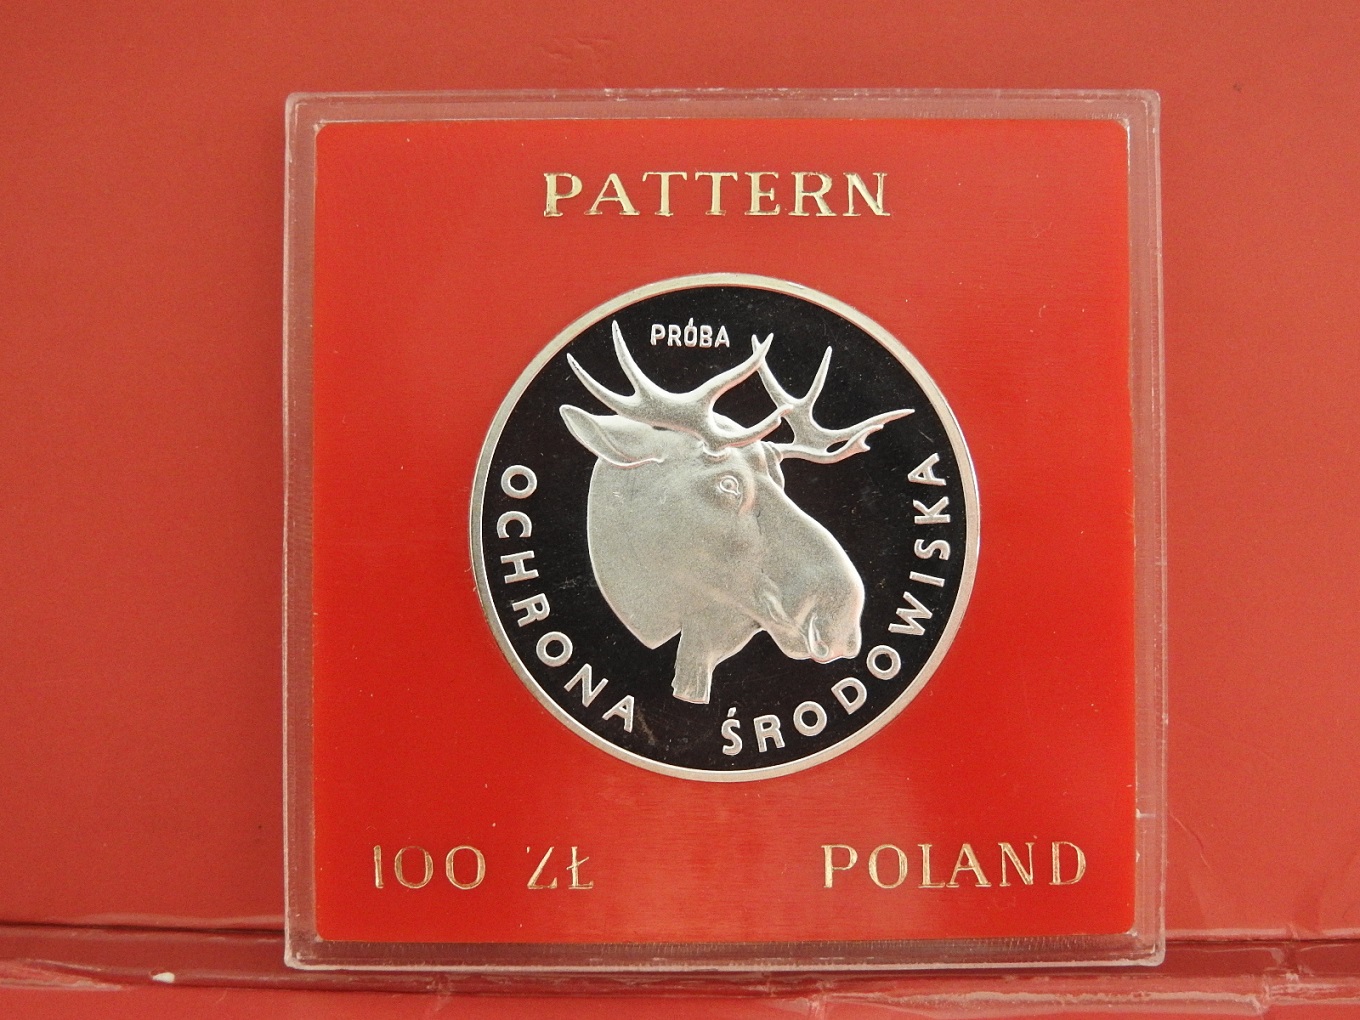 PATTERN
PRÓBA
OCHRONA ŚRODOWISKA
100 ZŁ POLAND